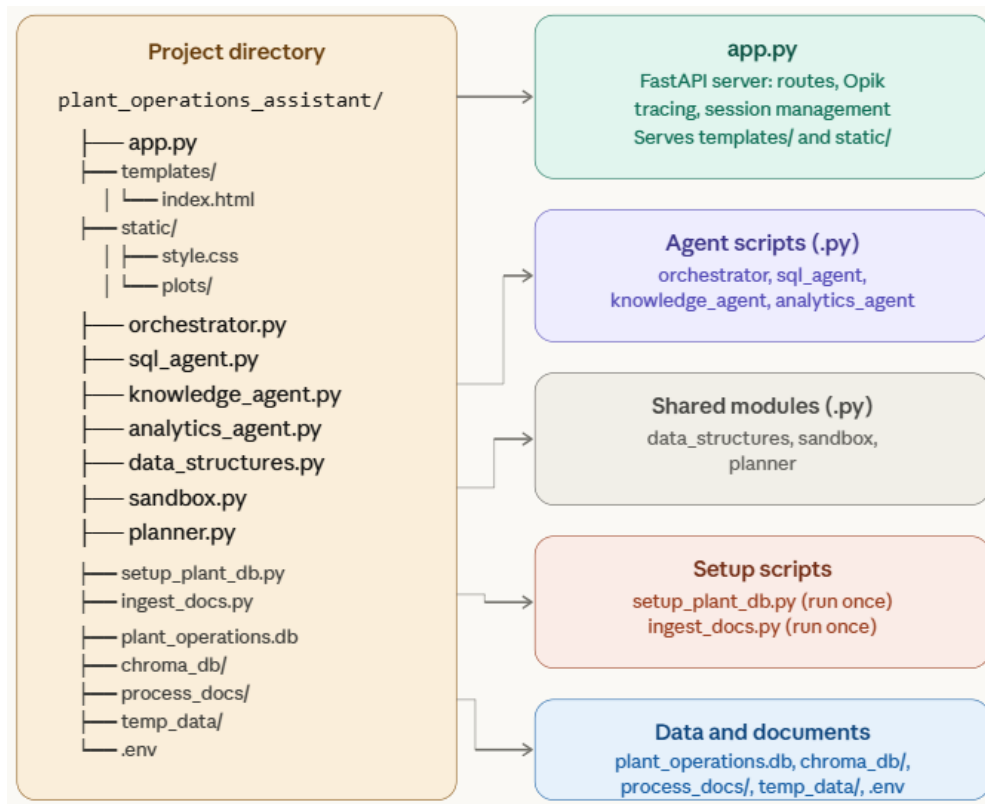 Project directory
plant_operations_assistant/
├── app.py
├── templates/
│ └── index.html
├── static/
│ ├── style.css
│ └── plots/
├── orchestrator.py
├── sql_agent.py
├── knowledge_agent.py
├── analytics_agent.py
├── data_structures.py
├── sandbox.py
├── planner.py
├── setup_plant_db.py
├── ingest_docs.py
├── plant_operations.db
├── chroma_db/
├── process_docs/
├── temp_data/
└── .env
app.py
FastAPI server: routes, Opik
tracing, session management
Serves templates/ and static/
Agent scripts (.py)
orchestrator, sql_agent,
knowledge_agent, analytics_agent
Shared modules (.py)
data_structures, sandbox,
planner
Setup scripts
setup_plant_db.py (run once)
ingest_docs.py (run once)
Data and documents
plant_operations.db, chroma_db/,
process_docs/, temp_data/, .env